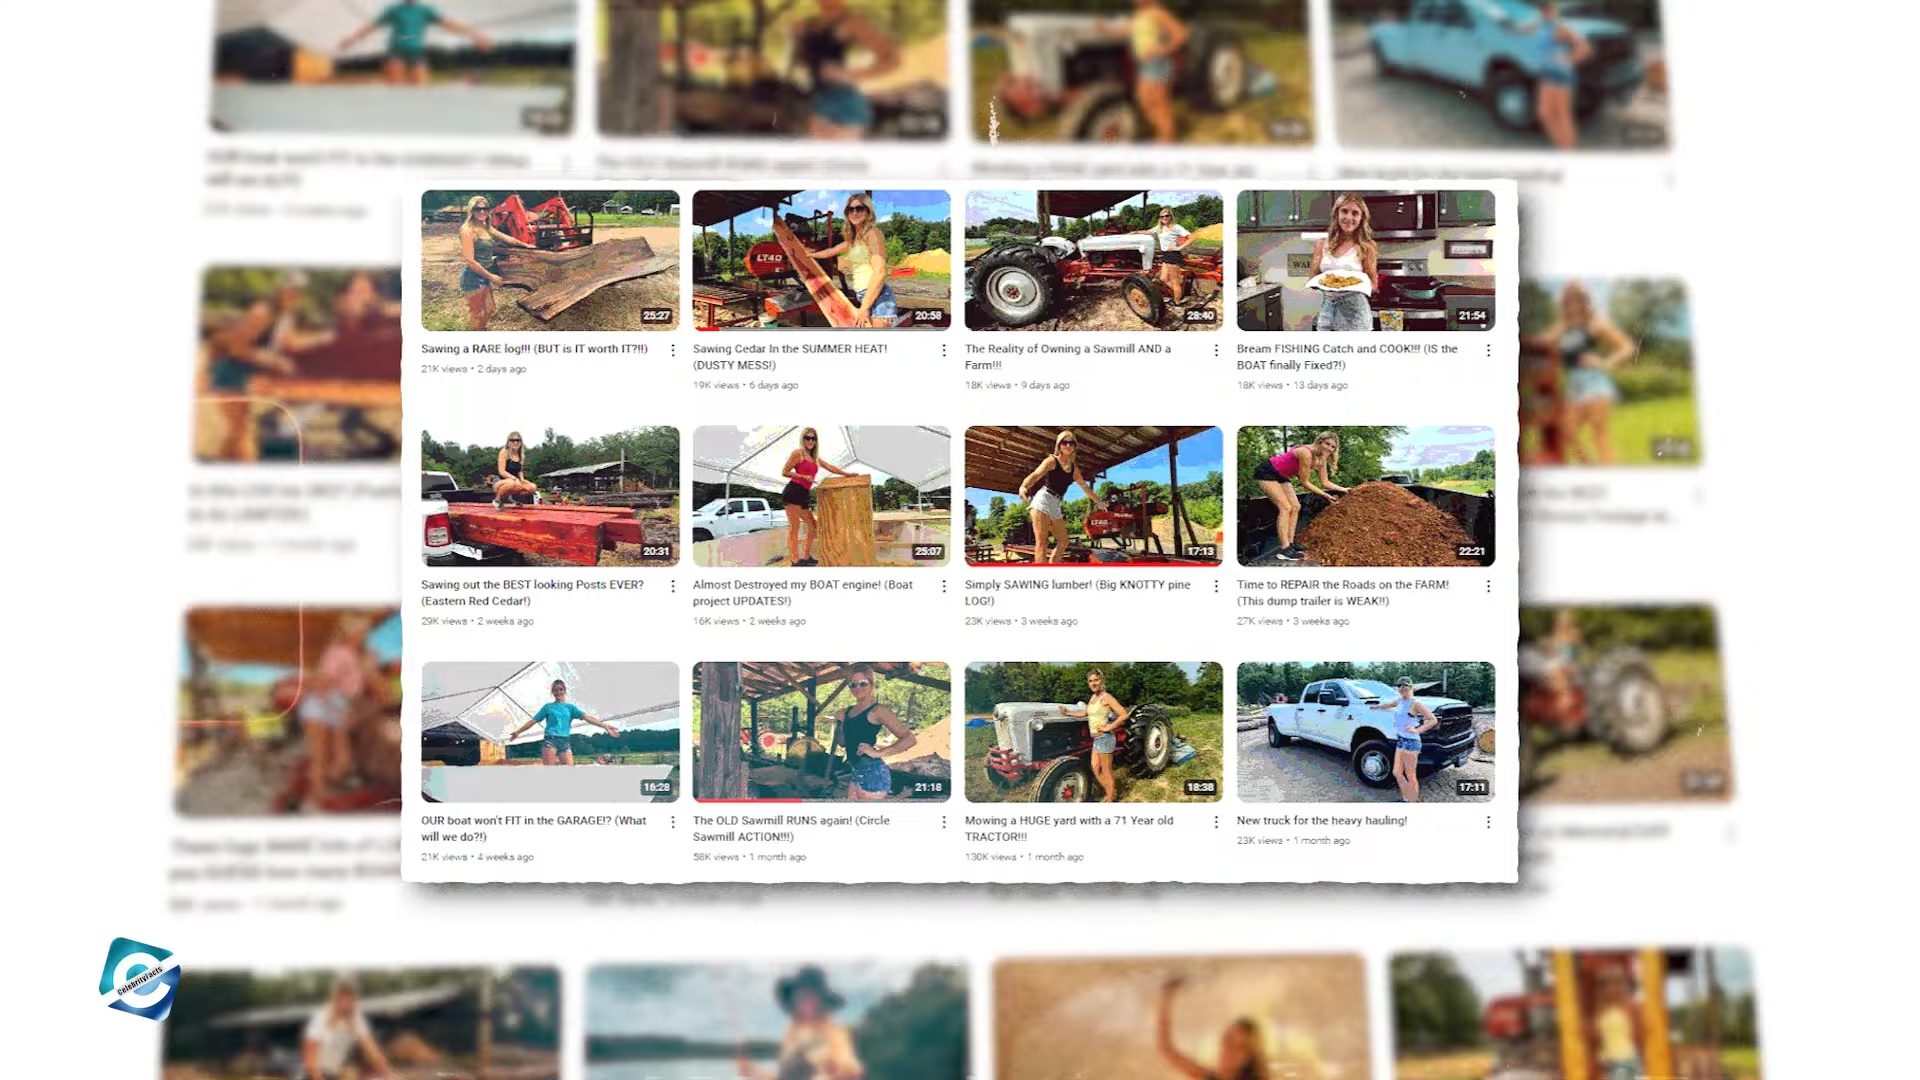 LT40
WAL
25:27
20:58
28:40
21:54
Sawing a RARE log!!! (BUT is IT worth IT?!!)
21K views • 2 days ago
Sawing Cedar In the SUMMER HEAT!
(DUSTY MESS!)
19K views • 6 days ago
The Reality of Owning a Sawmill AND a
Farm!!!
18K views • 9 days ago
Bream FISHING Catch and COOK!!! (IS the
BOAT finally Fixed?!)
18K views • 13 days ago
LT40
20:31
25:07
17:13
22:21
Sawing out the BEST looking Posts EVER?
(Eastern Red Cedar!)
29K views • 2 weeks ago
Almost Destroyed my BOAT engine! (Boat
project UPDATES!)
16K views • 2 weeks ago
Simply SAWING lumber! (Big KNOTTY pine
LOG!)
23K views • 3 weeks ago
Time to REPAIR the Roads on the FARM!
(This dump trailer is WEAK!!)
27K views • 3 weeks ago
16:28
21:18
18:38
17:11
OUR boat won't FIT in the GARAGE!? (What
will we do?!)
21K views • 4 weeks ago
The OLD Sawmill RUNS again! (Circle
Sawmill ACTION!!!)
58K views • 1 month ago
Mowing a HUGE yard with a 71 Year old
TRACTOR!!!
130K views • 1 month ago
New truck for the heavy hauling!
23K views • 1 month ago
CelebrityFacts